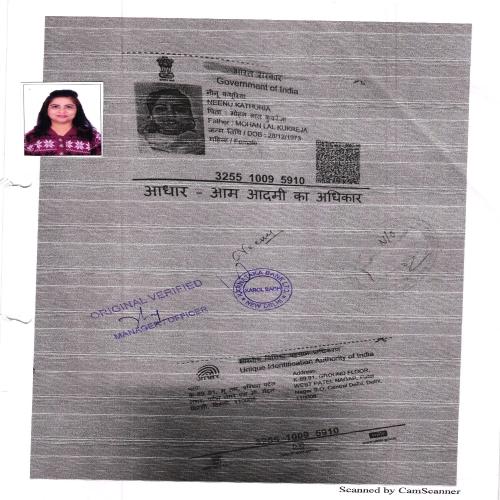 भारत सरकार
Government of India
नीनू कथूरिया
NEENU KATHURIA
पिता : मोहन लाल कुकरेजा
Father : MOHAN LAL KUKREJA
जन्म तिथि / DOB : 28/12/1973
महिला / Female
3255 1009 5910
आधार - आम आदमी का अधिकार
KARNATAKA BANK LTD.
KAROL BAGH
NEW DELHI
ORIGINAL VERIFIED
MANAGER / OFFICER
भारतीय विशिष्ट पहचान प्राधिकरण
Unique Identification Authority of India
Address:
K-89.91, GROUND FLOOR,
WEST PATEL NAGAR, Patel
Nagar S.O, Central Delhi, Delhi,
110008
3255 1009 5910
Scanned by CamScanner